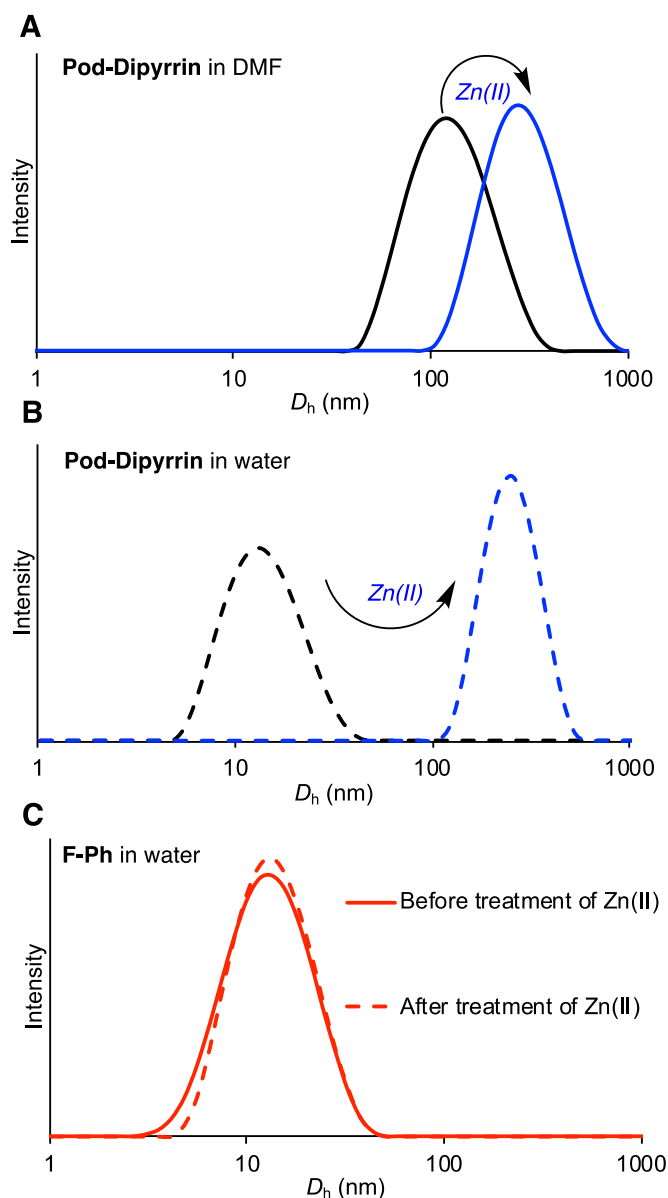 A
Pod-Dipyrrin in DMF
Zn(II)
Intensity
1 10 100 1000
Dh (nm)
B
Pod-Dipyrrin in water
Zn(II)
Intensity
1 10 100 1000
Dh (nm)
C
F-Ph in water
Before treatment of Zn(II)
After treatment of Zn(II)
Intensity
1 10 100 1000
Dh (nm)